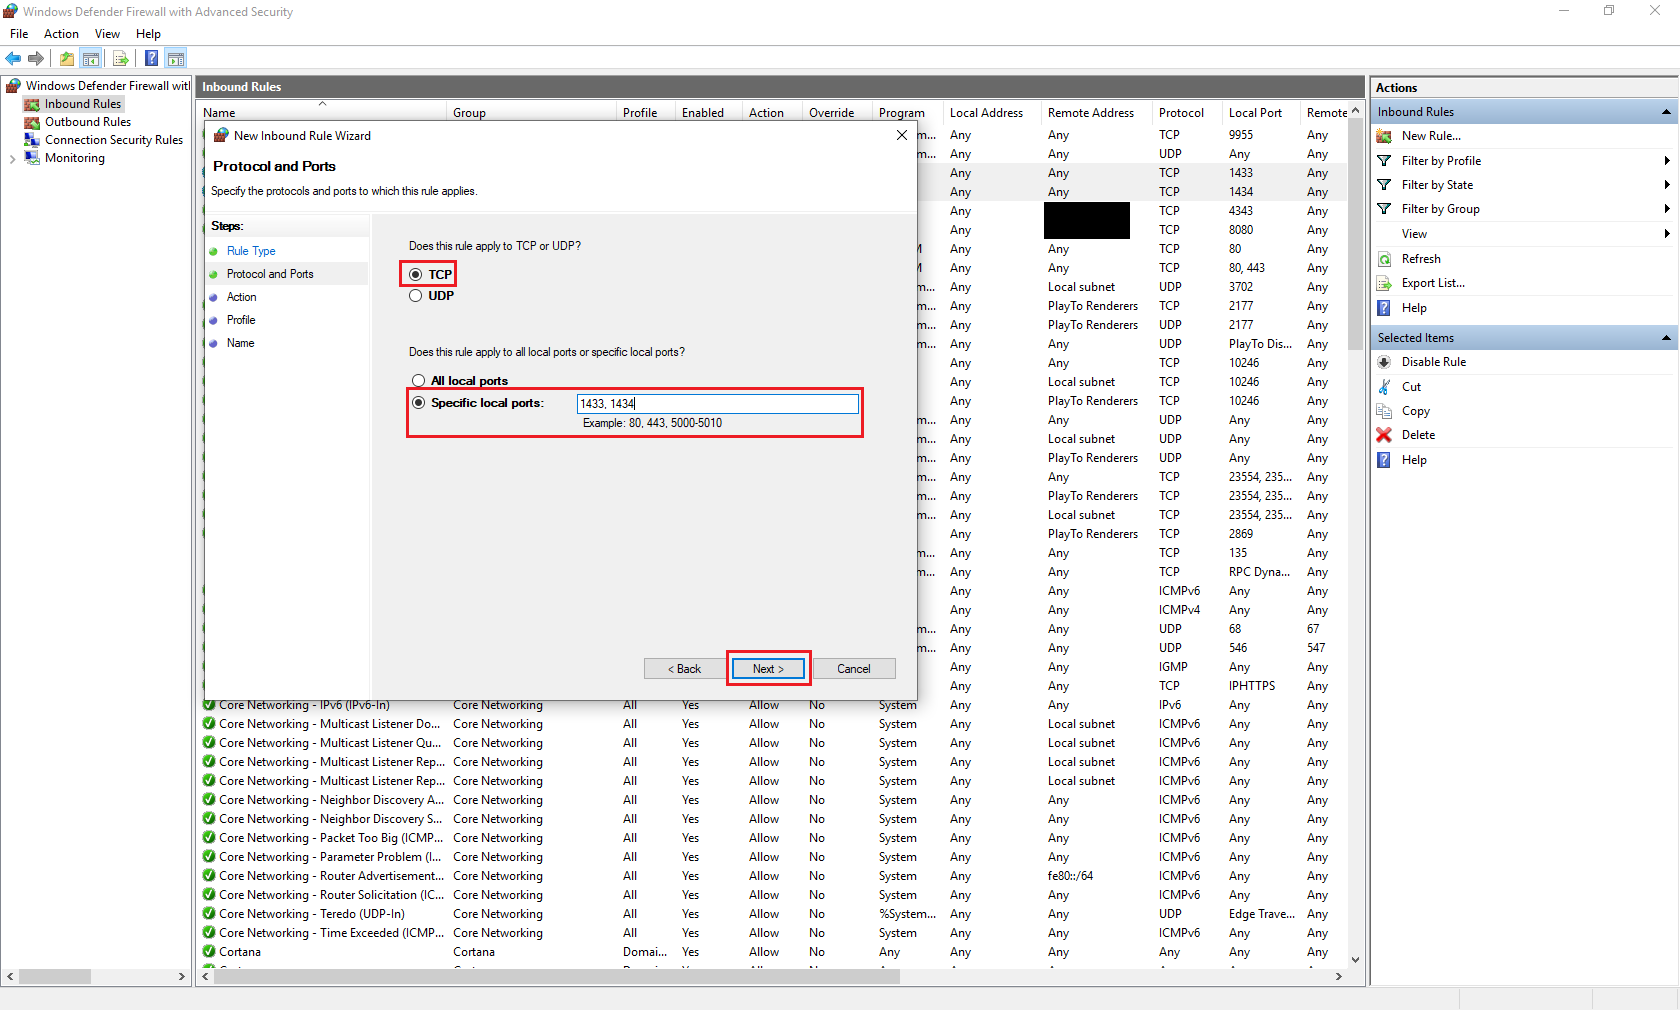 Windows Defender Firewall with Advanced Security
File Action View Help
Windows Defender Firewall witl
Inbound Rules
Outbound Rules
Connection Security Rules
Monitoring
Inbound Rules
Name Group Profile Enabled Action Override Program Local Address Remote Address Protocol Local Port Remote
m... Any Any TCP 9955 Any
m... Any Any UDP Any Any
Any Any TCP 1433 Any
Any Any TCP 1434 Any
Any TCP 4343 Any
Any TCP 8080 Any
Any Any TCP 80 Any
Any Any TCP 80, 443 Any
m... Any Local subnet UDP 3702 Any
m... Any PlayTo Renderers TCP 2177 Any
m... Any PlayTo Renderers UDP 2177 Any
m... Any Any UDP PlayTo Dis... Any
Any Any TCP 10246 Any
Any Local subnet TCP 10246 Any
Any PlayTo Renderers TCP 10246 Any
m... Any Any UDP Any Any
m... Any Local subnet UDP Any Any
m... Any PlayTo Renderers UDP Any Any
m... Any Any TCP 23554, 235... Any
m... Any PlayTo Renderers TCP 23554, 235... Any
m... Any Local subnet TCP 23554, 235... Any
Any PlayTo Renderers TCP 2869 Any
m... Any Any TCP 135 Any
m... Any Any TCP RPC Dyna... Any
Any Any ICMPv6 Any Any
Any Any ICMPv4 Any Any
m... Any Any UDP 68 67
m... Any Any UDP 546 547
Any Any IGMP Any Any
Any Any TCP IPHTTPS Any
Core Networking - IPv6 (IPv6-In) Core Networking All Yes Allow No System Any Any IPv6 Any Any
Core Networking - Multicast Listener Do... Core Networking All Yes Allow No System Any Local subnet ICMPv6 Any Any
Core Networking - Multicast Listener Qu... Core Networking All Yes Allow No System Any Local subnet ICMPv6 Any Any
Core Networking - Multicast Listener Rep... Core Networking All Yes Allow No System Any Local subnet ICMPv6 Any Any
Core Networking - Multicast Listener Rep... Core Networking All Yes Allow No System Any Local subnet ICMPv6 Any Any
Core Networking - Neighbor Discovery A... Core Networking All Yes Allow No System Any Any ICMPv6 Any Any
Core Networking - Neighbor Discovery S... Core Networking All Yes Allow No System Any Any ICMPv6 Any Any
Core Networking - Packet Too Big (ICMP... Core Networking All Yes Allow No System Any Any ICMPv6 Any Any
Core Networking - Parameter Problem (I... Core Networking All Yes Allow No System Any Any ICMPv6 Any Any
Core Networking - Router Advertisement... Core Networking All Yes Allow No System Any fe80::/64 ICMPv6 Any Any
Core Networking - Router Solicitation (IC... Core Networking All Yes Allow No System Any Any ICMPv6 Any Any
Core Networking - Teredo (UDP-In) Core Networking All Yes Allow No %System... Any Any UDP Edge Trave... Any
Core Networking - Time Exceeded (ICMP... Core Networking All Yes Allow No System Any Any ICMPv6 Any Any
Cortana Cortana Domai... Yes Allow No Any Any Any Any Any Any
New Inbound Rule Wizard
Protocol and Ports
Specify the protocols and ports to which this rule applies.
Steps:
Rule Type
Protocol and Ports
Action
Profile
Name
Does this rule apply to TCP or UDP?
TCP
UDP
Does this rule apply to all local ports or specific local ports?
All local ports
Specific local ports: 1433, 1434
Example: 80, 443, 5000-5010
< Back Next > Cancel
Actions
Inbound Rules
New Rule...
Filter by Profile
Filter by State
Filter by Group
View
Refresh
Export List...
Help
Selected Items
Disable Rule
Cut
Copy
Delete
Help